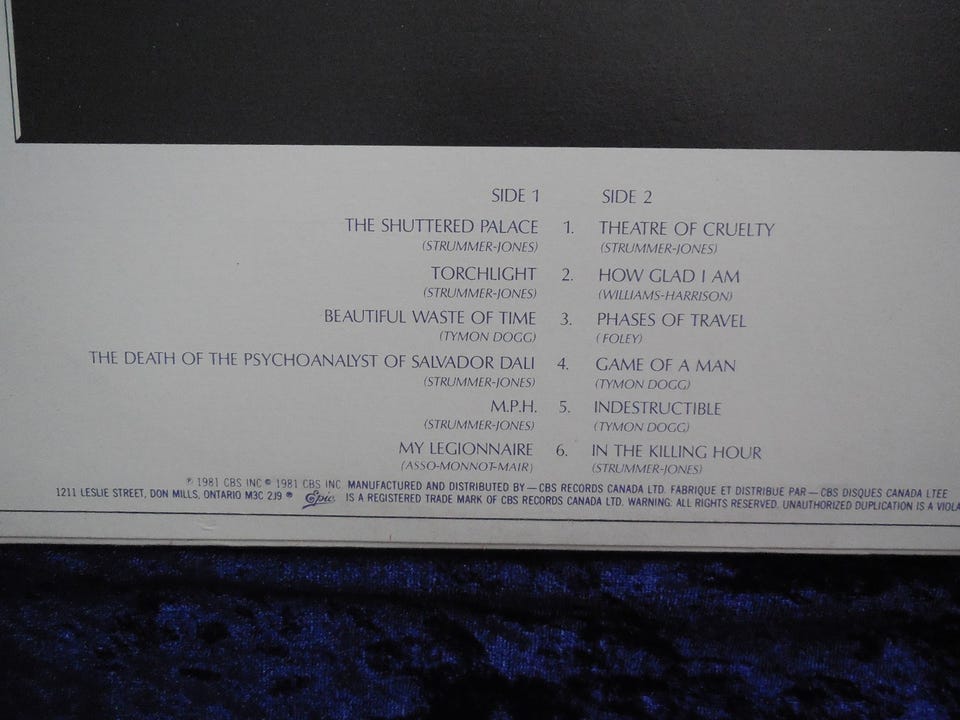 SIDE 1 SIDE 2
THE SHUTTERED PALACE 1. THEATRE OF CRUELTY
(STRUMMER-JONES) (STRUMMER-JONES)
TORCHLIGHT 2. HOW GLAD I AM
(STRUMMER-JONES) (WILLIAMS-HARRISON)
BEAUTIFUL WASTE OF TIME 3. PHASES OF TRAVEL
(TYMON DOGG) (FOLEY)
THE DEATH OF THE PSYCHOANALYST OF SALVADOR DALI 4. GAME OF A MAN
(STRUMMER-JONES) (TYMON DOGG)
M.P.H. 5. INDESTRUCTIBLE
(STRUMMER-JONES) (TYMON DOGG)
MY LEGIONNAIRE 6. IN THE KILLING HOUR
(ASSO-MONNOT-MAIR) (STRUMMER-JONES)
℗ 1981 CBS INC © 1981 CBS INC MANUFACTURED AND DISTRIBUTED BY — CBS RECORDS CANADA LTD. FABRIQUE ET DISTRIBUE PAR — CBS DISQUES CANADA LTEE
1211 LESLIE STREET, DON MILLS, ONTARIO M3C 2J9 ® Epic IS A REGISTERED TRADE MARK OF CBS RECORDS CANADA LTD. WARNING: ALL RIGHTS RESERVED. UNAUTHORIZED DUPLICATION IS A VIOLA